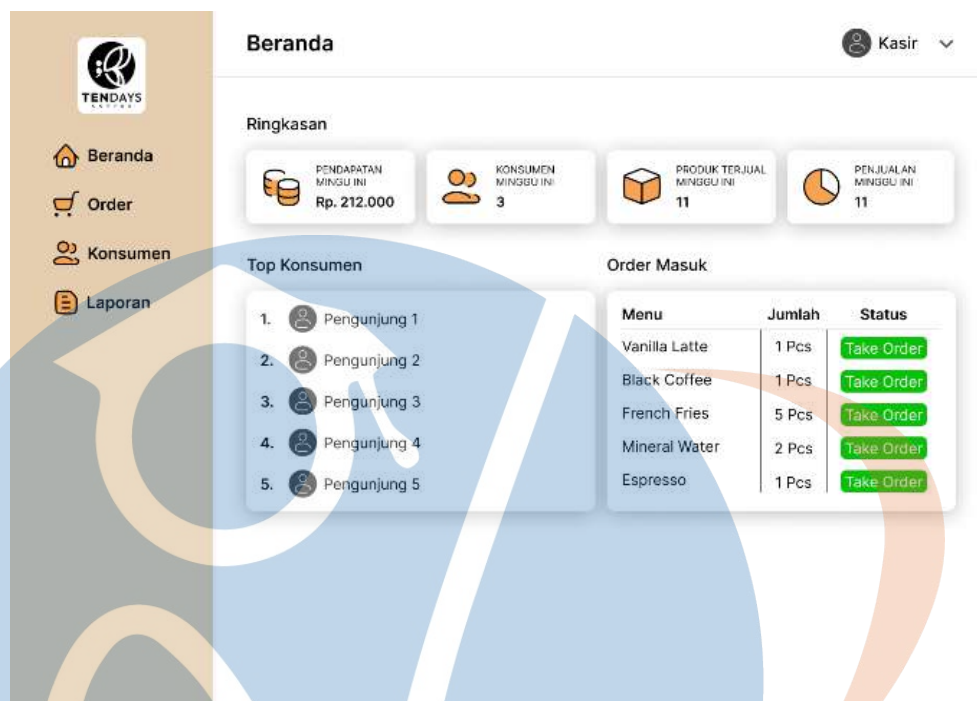 Beranda
Kasir
TENDAYS
Beranda
Order
Konsumen
Laporan
Ringkasan
PENDAPATAN
MINGU INI
Rp. 212.000
KONSUMEN
MINGGU INI
3
PRODUK TERJUAL
MINGGU INI
11
PENJUALAN
MINGGU INI
11
Top Konsumen
1. Pengunjung 1
2. Pengunjung 2
3. Pengunjung 3
4. Pengunjung 4
5. Pengunjung 5
Order Masuk
Menu Jumlah Status
Vanilla Latte 1 Pcs Take Order
Black Coffee 1 Pcs Take Order
French Fries 5 Pcs Take Order
Mineral Water 2 Pcs Take Order
Espresso 1 Pcs Take Order